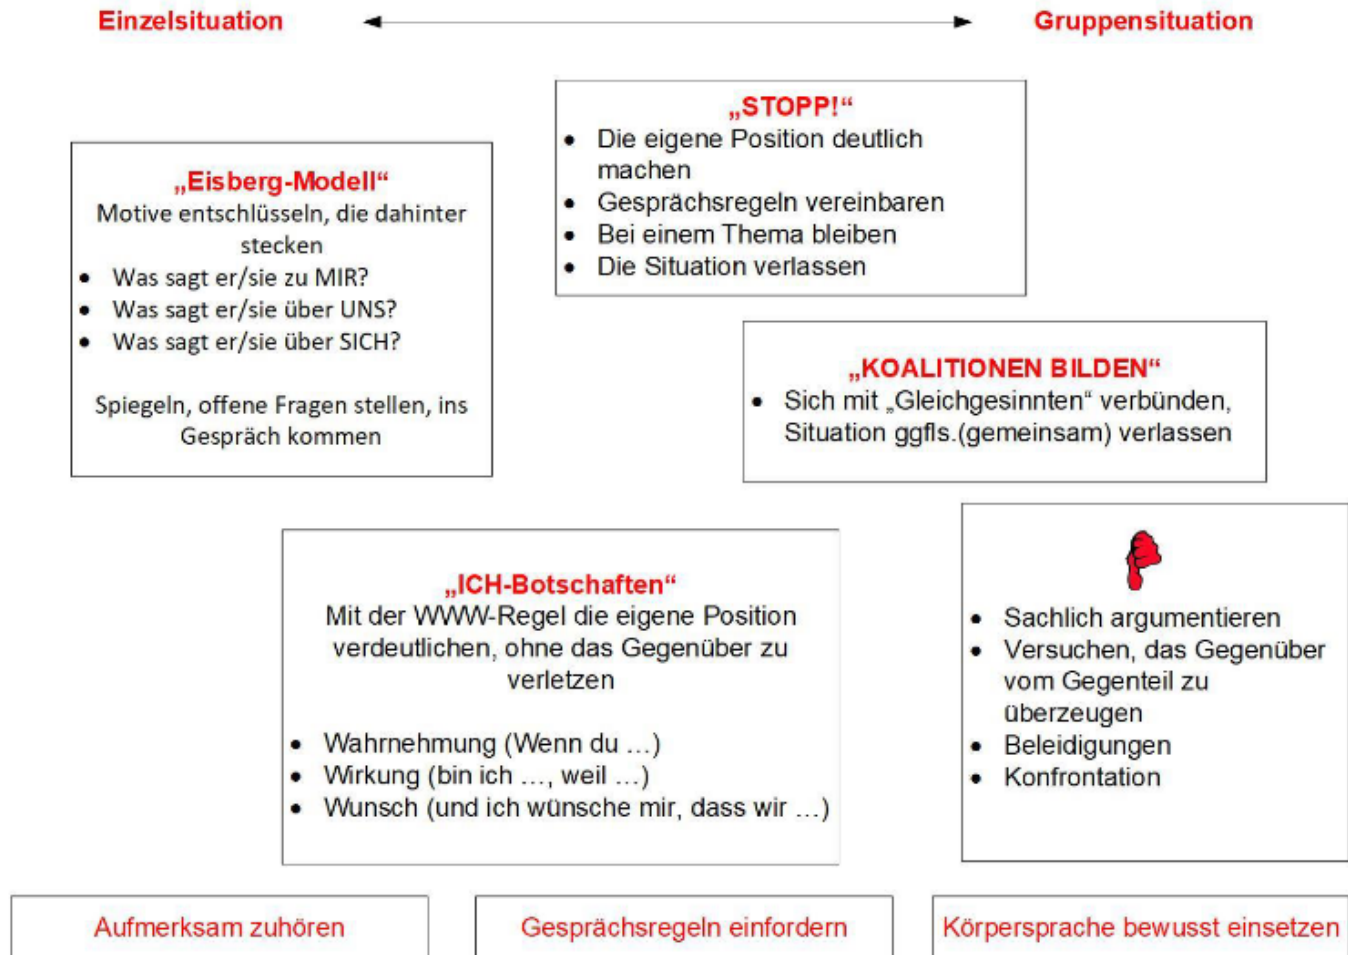 Einzelsituation
Gruppensituation
„STOPP!“
• Die eigene Position deutlich
machen
• Gesprächsregeln vereinbaren
• Bei einem Thema bleiben
• Die Situation verlassen
„Eisberg-Modell“
Motive entschlüsseln, die dahinter
stecken
• Was sagt er/sie zu MIR?
• Was sagt er/sie über UNS?
• Was sagt er/sie über SICH?
Spiegeln, offene Fragen stellen, ins
Gespräch kommen
„KOALITIONEN BILDEN“
• Sich mit „Gleichgesinnten“ verbünden,
Situation ggfls.(gemeinsam) verlassen
„ICH-Botschaften“
Mit der WWW-Regel die eigene Position
verdeutlichen, ohne das Gegenüber zu
verletzen
• Wahrnehmung (Wenn du …)
• Wirkung (bin ich …, weil …)
• Wunsch (und ich wünsche mir, dass wir …)
• Sachlich argumentieren
• Versuchen, das Gegenüber
vom Gegenteil zu
überzeugen
• Beleidigungen
• Konfrontation
Aufmerksam zuhören
Gesprächsregeln einfordern
Körpersprache bewusst einsetzen